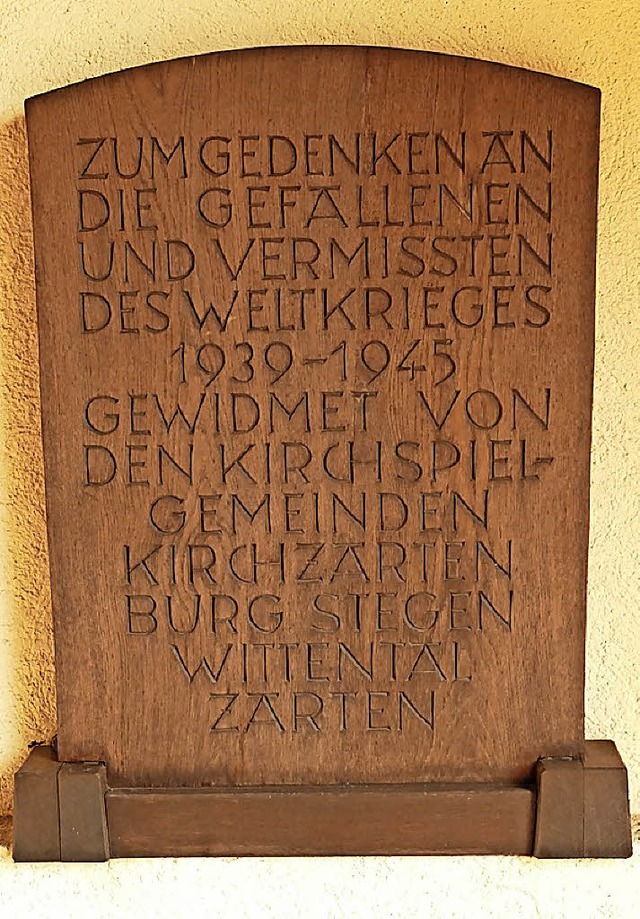 ZUM GEDENKEN AN
DIE GEFALLENEN
UND VERMISSTEN
DES WELTKRIEGES
1939-1945
GEWIDMET VON
DEN KIRCHSPIEL-
GEMEINDEN
KIRCHZARTEN
BURG STEGEN
WITTENTAL
ZARTEN